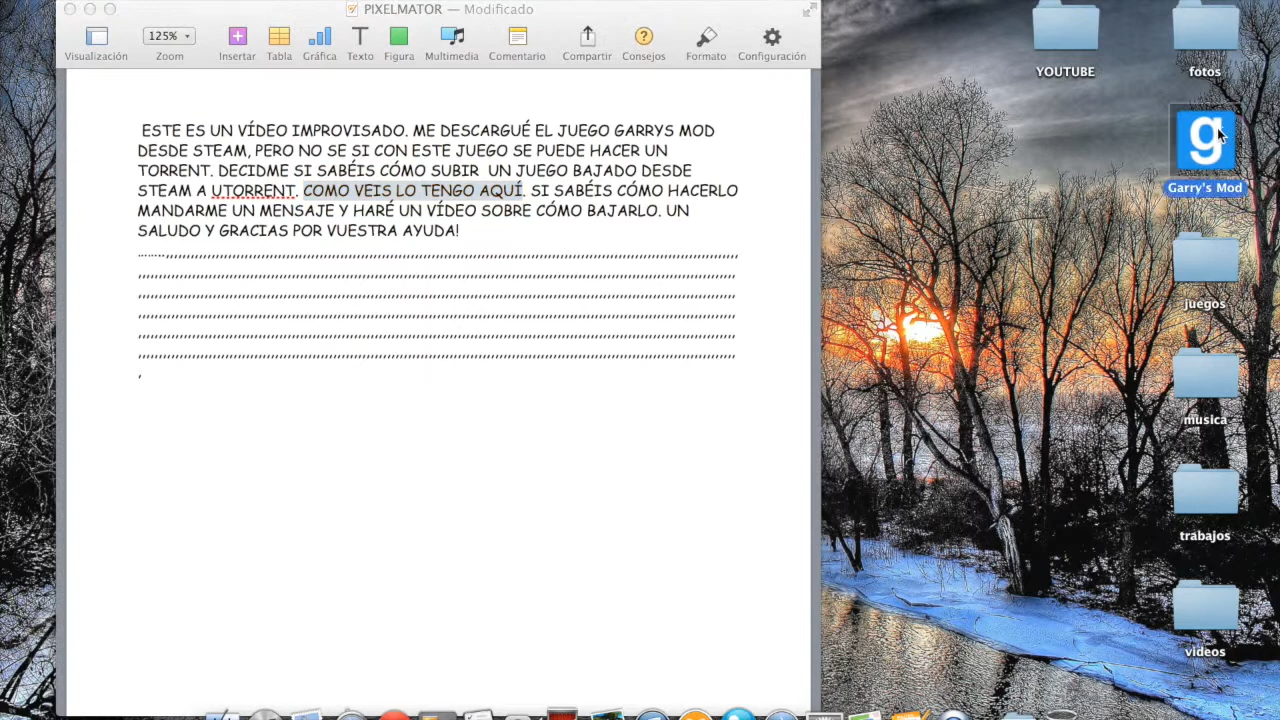 PIXELMATOR — Modificado
125%
Visualización Zoom Insertar Tabla Gráfica Texto Figura Multimedia Comentario Compartir Consejos Formato Configuración
ESTE ES UN VÍDEO IMPROVISADO. ME DESCARGUÉ EL JUEGO GARRYS MOD
DESDE STEAM, PERO NO SE SI CON ESTE JUEGO SE PUEDE HACER UN
TORRENT. DECIDME SI SABÉIS CÓMO SUBIR UN JUEGO BAJADO DESDE
STEAM A UTORRENT. COMO VEIS LO TENGO AQUÍ. SI SABÉIS CÓMO HACERLO
MANDARME UN MENSAJE Y HARÉ UN VÍDEO SOBRE CÓMO BAJARLO. UN
SALUDO Y GRACIAS POR VUESTRA AYUDA!
YOUTUBE
fotos
g
Garry's Mod
juegos
musica
trabajos
videos